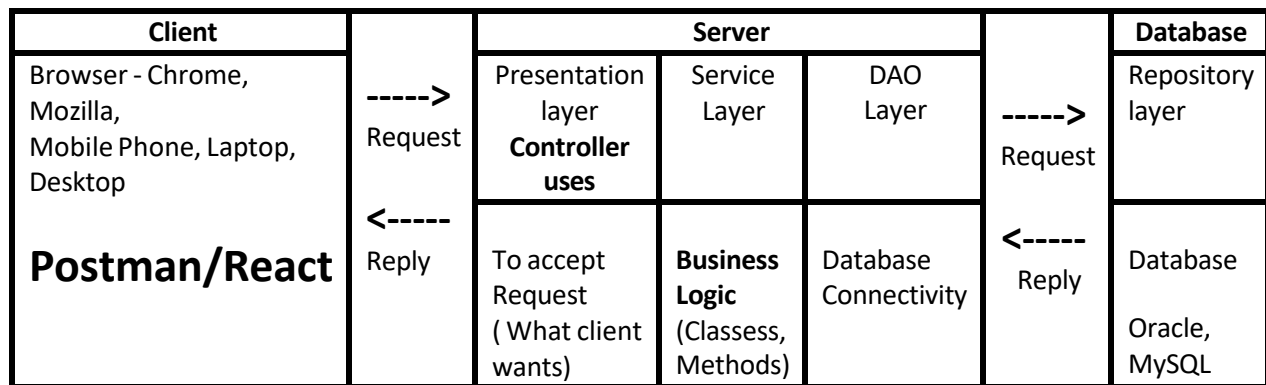 Client
Server
Database
Browser - Chrome,
Mozilla,
Mobile Phone, Laptop,
Desktop
Postman/React
----->
Request
<-----
Reply
Presentation
layer
Controller
uses
Service
Layer
DAO
Layer
To accept
Request
( What client
wants)
Business
Logic
(Classess,
Methods)
Database
Connectivity
----->
Request
<-----
Reply
Repository
layer
Database
Oracle,
MySQL